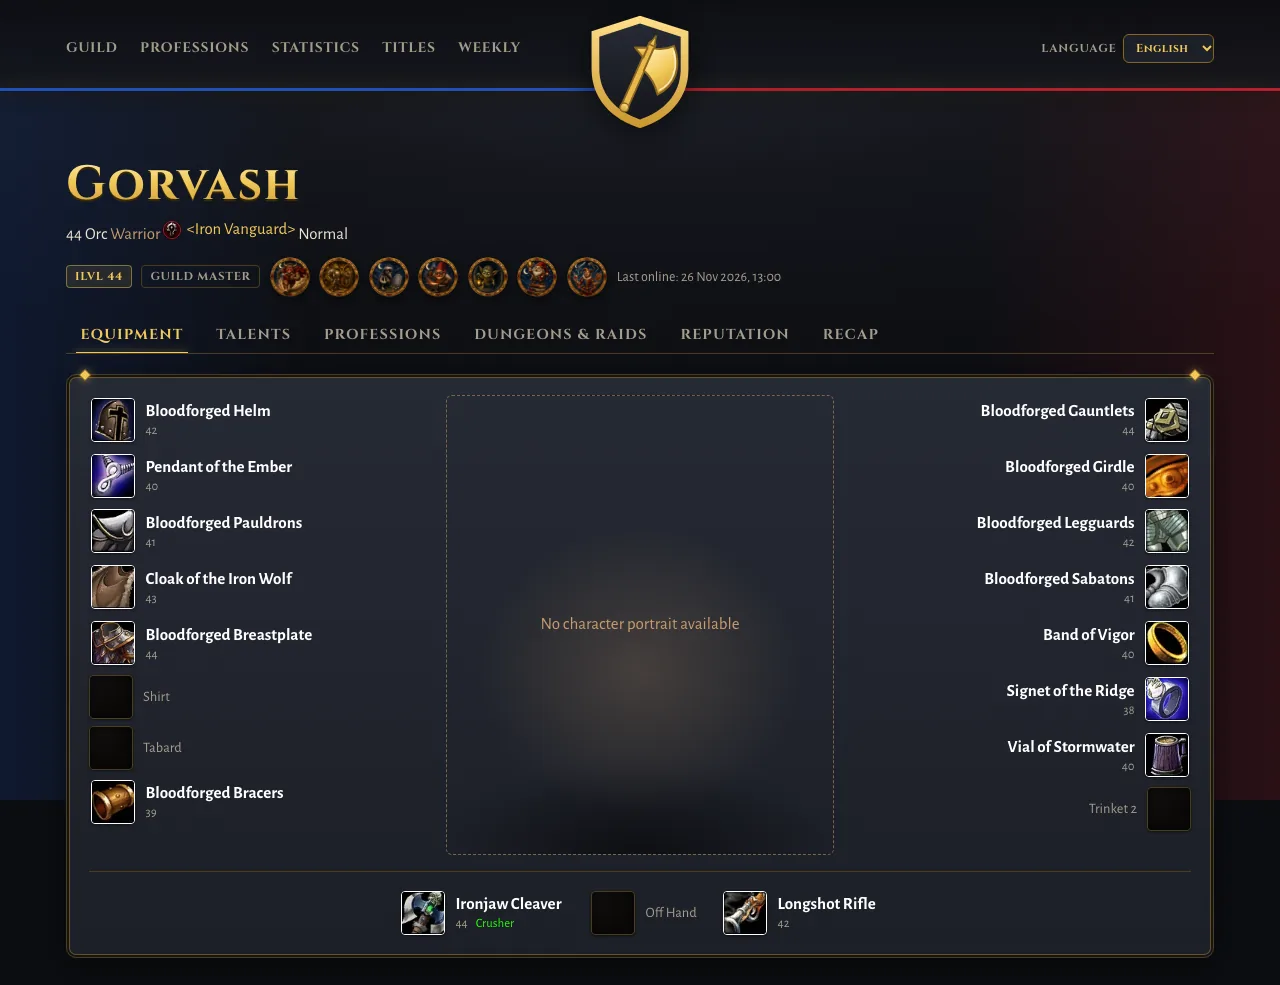 GUILD PROFESSIONS STATISTICS TITLES WEEKLY
LANGUAGE English
Gorvash
44 Orc Warrior <Iron Vanguard> Normal
ILVL 44 GUILD MASTER Last online: 26 Nov 2026, 13:00
EQUIPMENT TALENTS PROFESSIONS DUNGEONS & RAIDS REPUTATION RECAP
Bloodforged Helm
42
Pendant of the Ember
40
Bloodforged Pauldrons
41
Cloak of the Iron Wolf
43
Bloodforged Breastplate
44
Shirt
Tabard
Bloodforged Bracers
39
No character portrait available
Bloodforged Gauntlets
44
Bloodforged Girdle
40
Bloodforged Legguards
42
Bloodforged Sabatons
41
Band of Vigor
40
Signet of the Ridge
38
Vial of Stormwater
40
Trinket 2
Ironjaw Cleaver
44 Crusher
Off Hand
Longshot Rifle
42